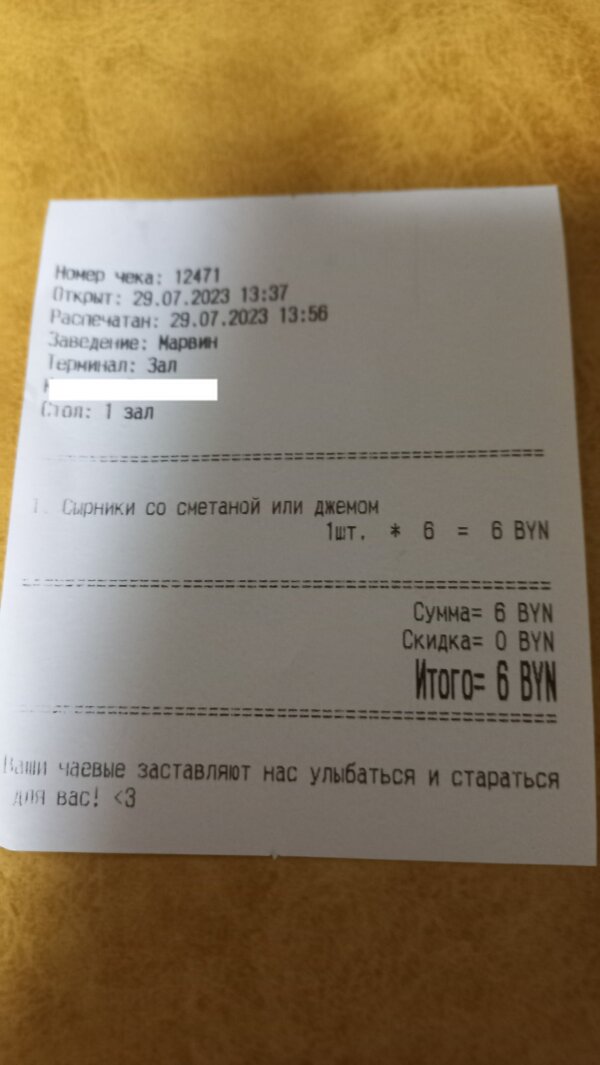 Номер чека: 12471
Открыт: 29.07.2023 13:37
Распечатан: 29.07.2023 13:56
Заведение: Марвин
Терминал: Зал
Стол: 1 зал
==================================================
1. Сырники со сметаной или джемом
1шт. * 6 = 6 BYN
==================================================
Сумма= 6 BYN
Скидка= 0 BYN
Итого= 6 BYN
==================================================
Ваши чаевые заставляют нас улыбаться и стараться
для вас! <3